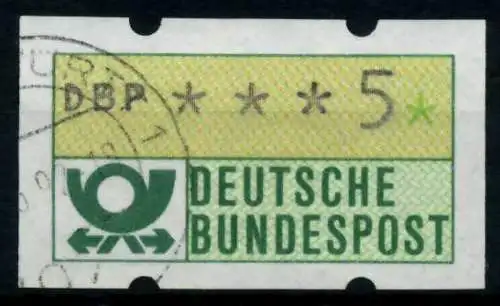 DBP * * * 5 *
DEUTSCHE
BUNDESPOST